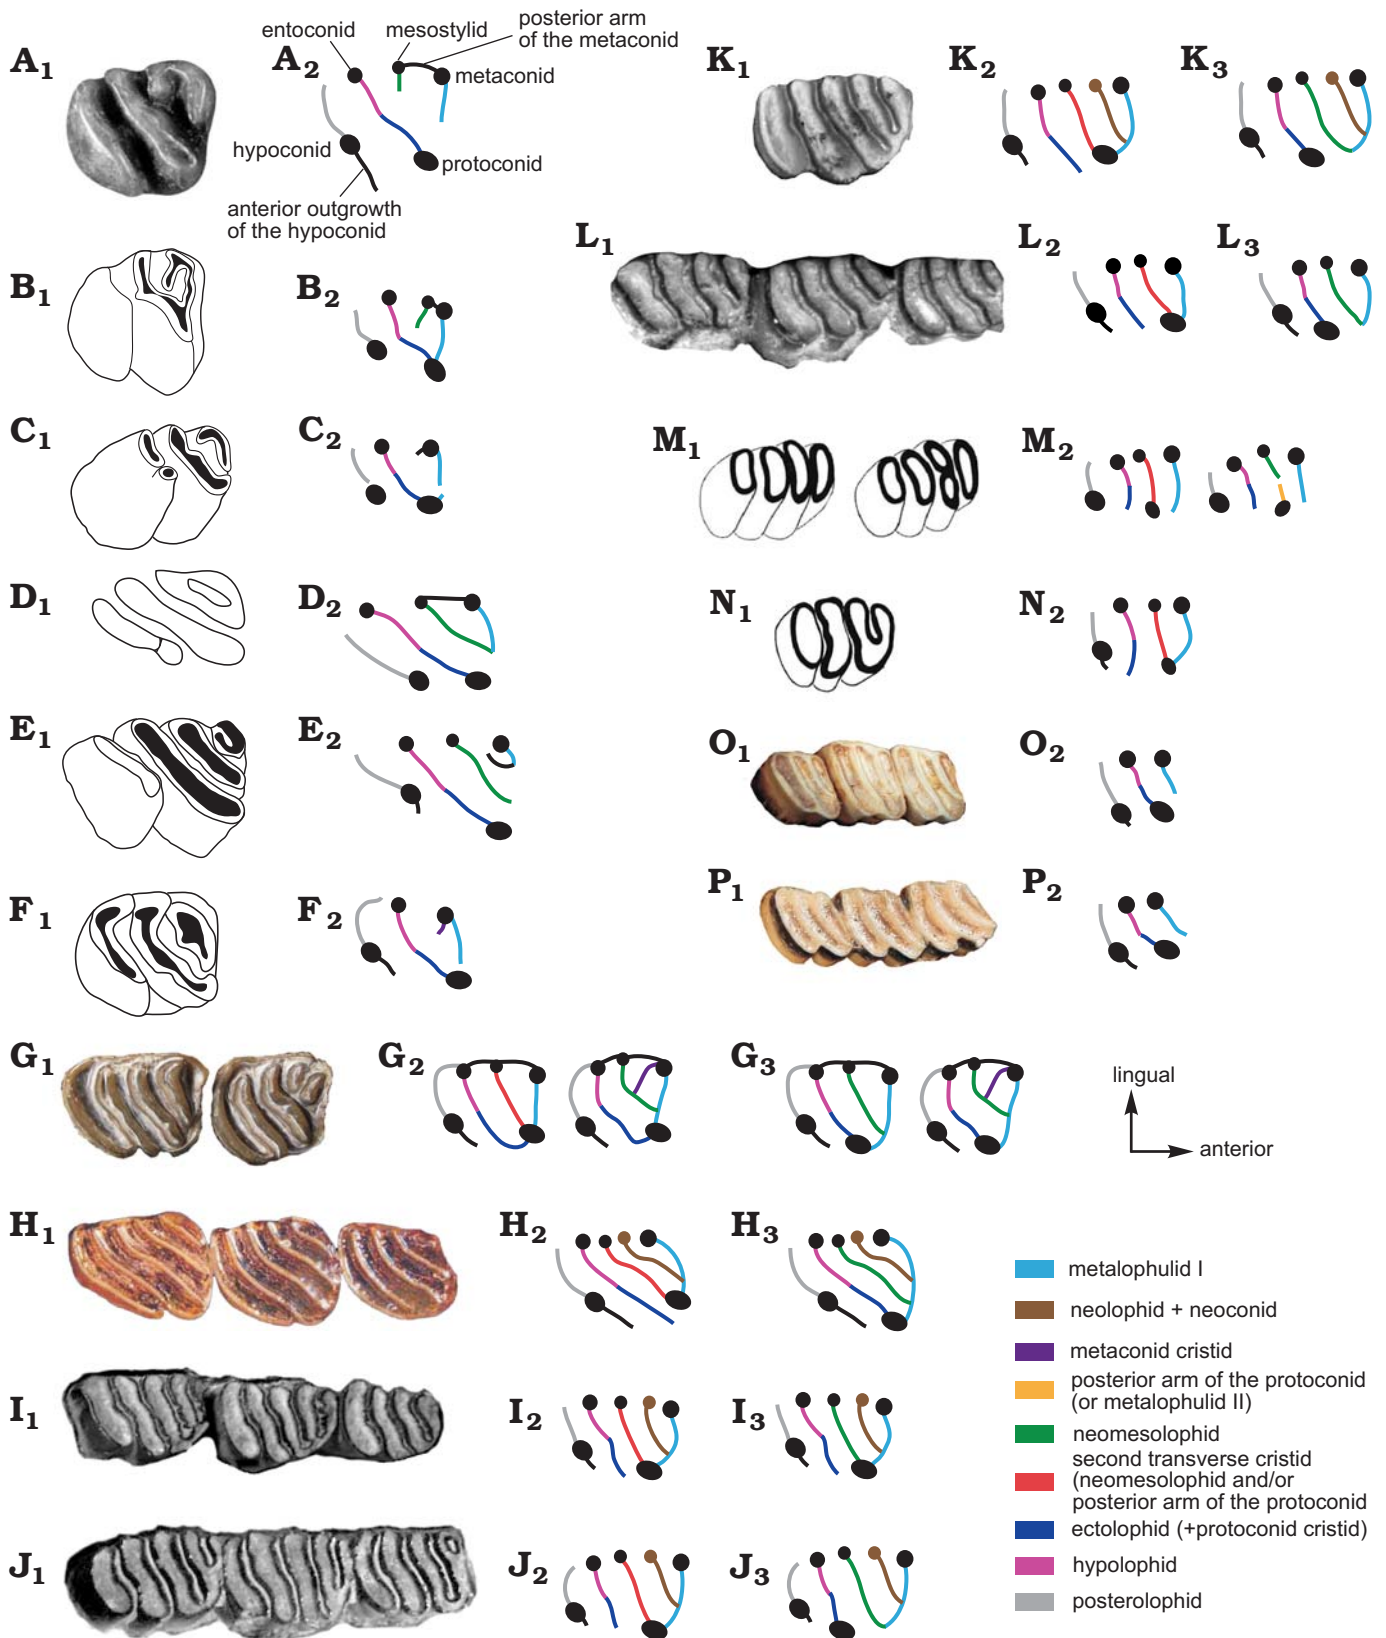 A1
A2
entoconid
mesostylid
posterior arm
of the metaconid
metaconid
hypoconid
protoconid
anterior outgrowth
of the hypoconid
K1
K2
K3
B1
B2
L1
L2
L3
C1
C2
M1
M2
D1
D2
N1
N2
E1
E2
O1
O2
F1
F2
P1
P2
G1
G2
G3
lingual
anterior
H1
H2
H3
I1
I2
I3
J1
J2
J3
metalophulid I
neolophid + neoconid
metaconid cristid
posterior arm of the protoconid
(or metalophulid II)
neomesolophid
second transverse cristid
(neomesolophid and/or
posterior arm of the protoconid
ectolophid (+protoconid cristid)
hypolophid
posterolophid